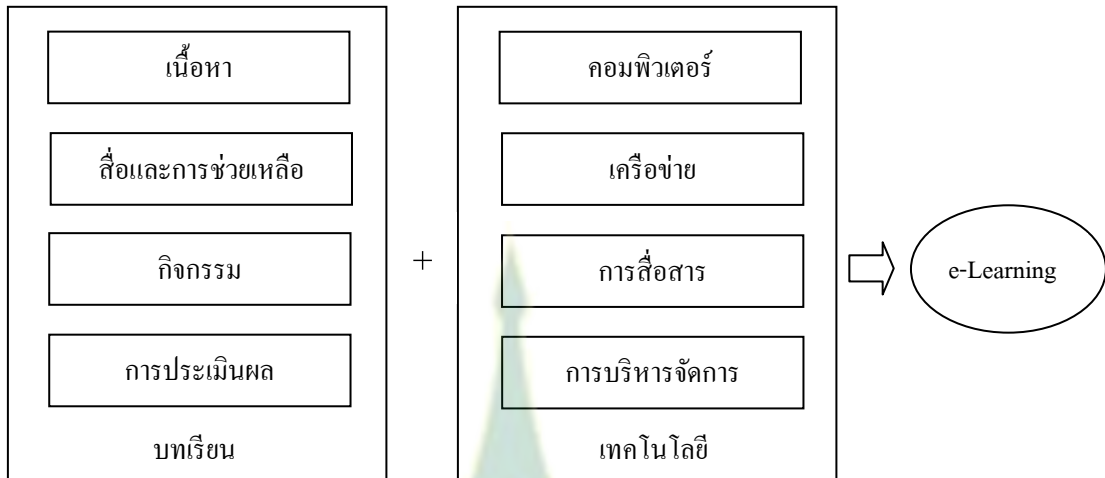 เนื้อหา
สื่อและการช่วยเหลือ
กิจกรรม
การประเมินผล
บทเรียน
+
คอมพิวเตอร์
เครือข่าย
การสื่อสาร
การบริหารจัดการ
เทคโนโลยี
e-Learning